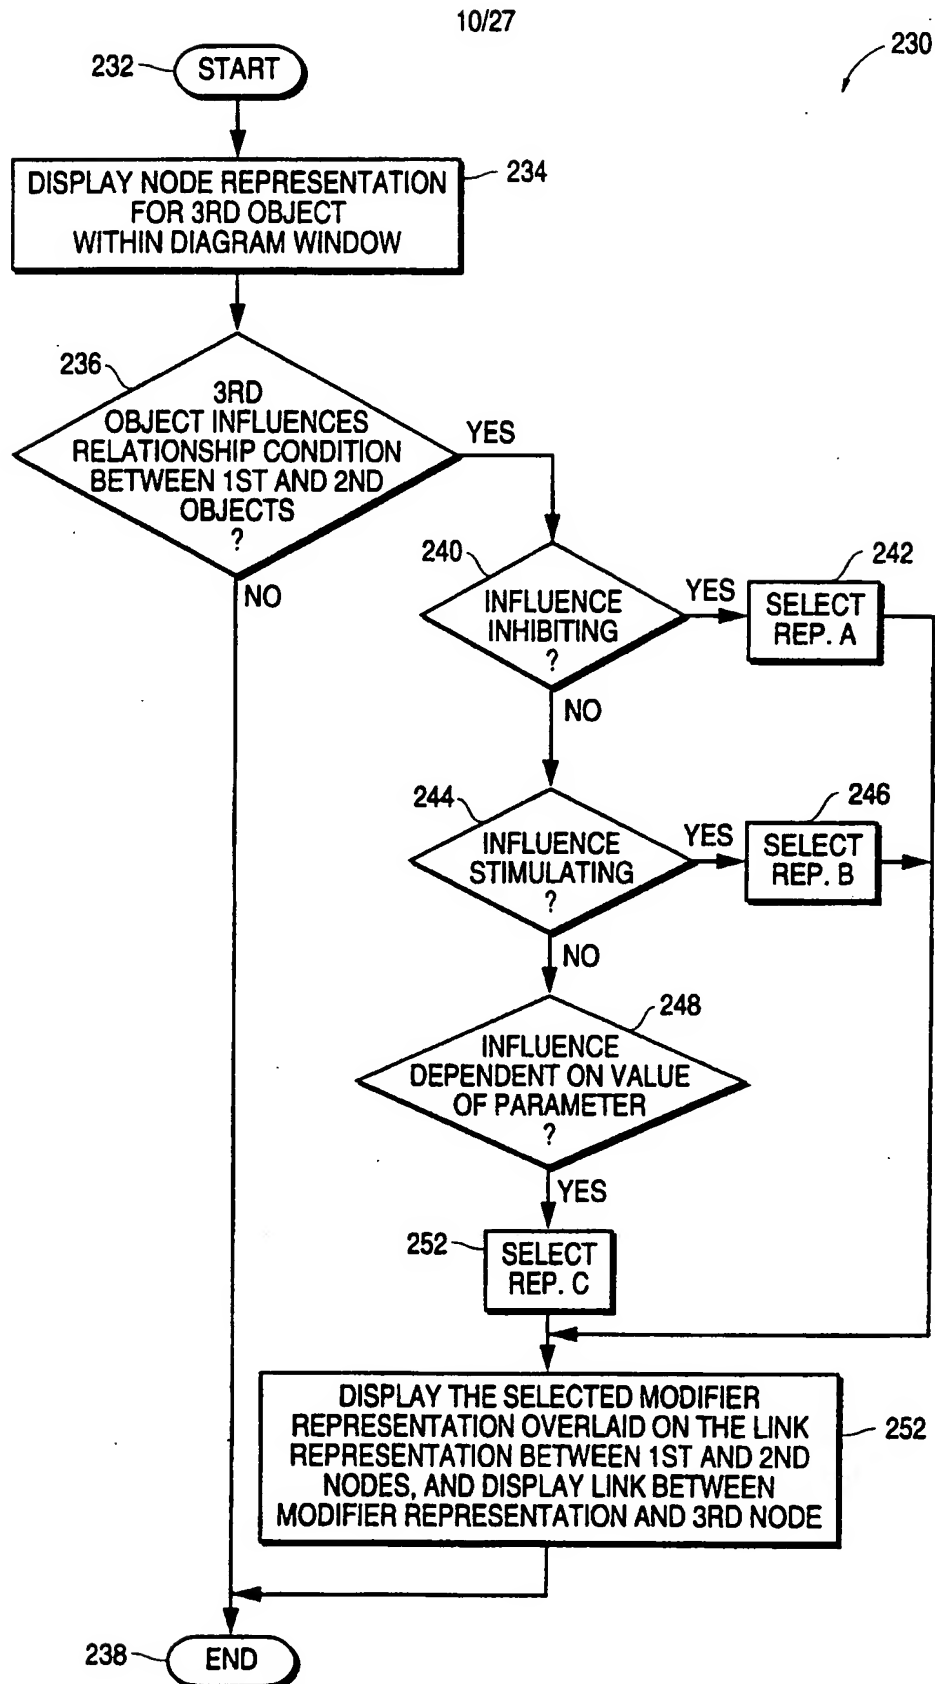 10/27
230
232
START
234
DISPLAY NODE REPRESENTATION
FOR 3RD OBJECT
WITHIN DIAGRAM WINDOW
236
3RD
OBJECT INFLUENCES
RELATIONSHIP CONDITION
BETWEEN 1ST AND 2ND
OBJECTS
?
YES
NO
240
INFLUENCE
INHIBITING
?
YES
242
SELECT
REP. A
NO
244
INFLUENCE
STIMULATING
?
YES
246
SELECT
REP. B
NO
248
INFLUENCE
DEPENDENT ON VALUE
OF PARAMETER
?
YES
252
SELECT
REP. C
DISPLAY THE SELECTED MODIFIER
REPRESENTATION OVERLAID ON THE LINK
REPRESENTATION BETWEEN 1ST AND 2ND
NODES, AND DISPLAY LINK BETWEEN
MODIFIER REPRESENTATION AND 3RD NODE
252
238
END